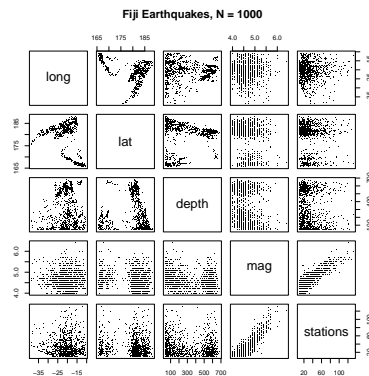 Fiji Earthquakes, N = 1000
165 175 185
4.0 5.0 6.0
long
165 175 185
lat
depth
4.0 5.0 6.0
mag
stations
−35 −25 −15
100 300 500 700
20 60 100